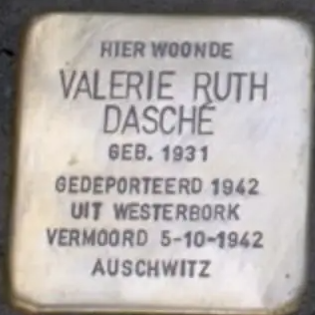 HIER WOONDE
VALERIE RUTH
DASCHÉ
GEB. 1931
GEDEPORTEERD 1942
UIT WESTERBORK
VERMOORD 5-10-1942
AUSCHWITZ